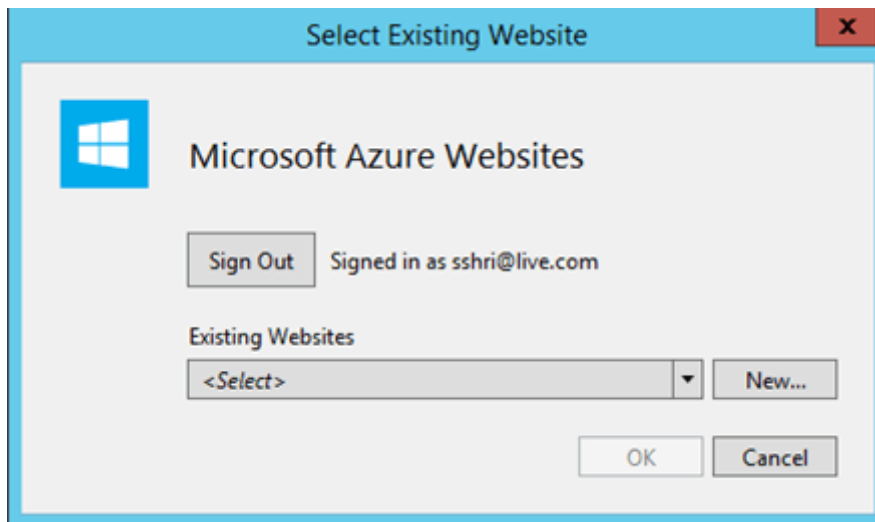 Select Existing Website
x
Microsoft Azure Websites
Sign Out Signed in as sshri@live.com
Existing Websites
<Select> New...
OK Cancel